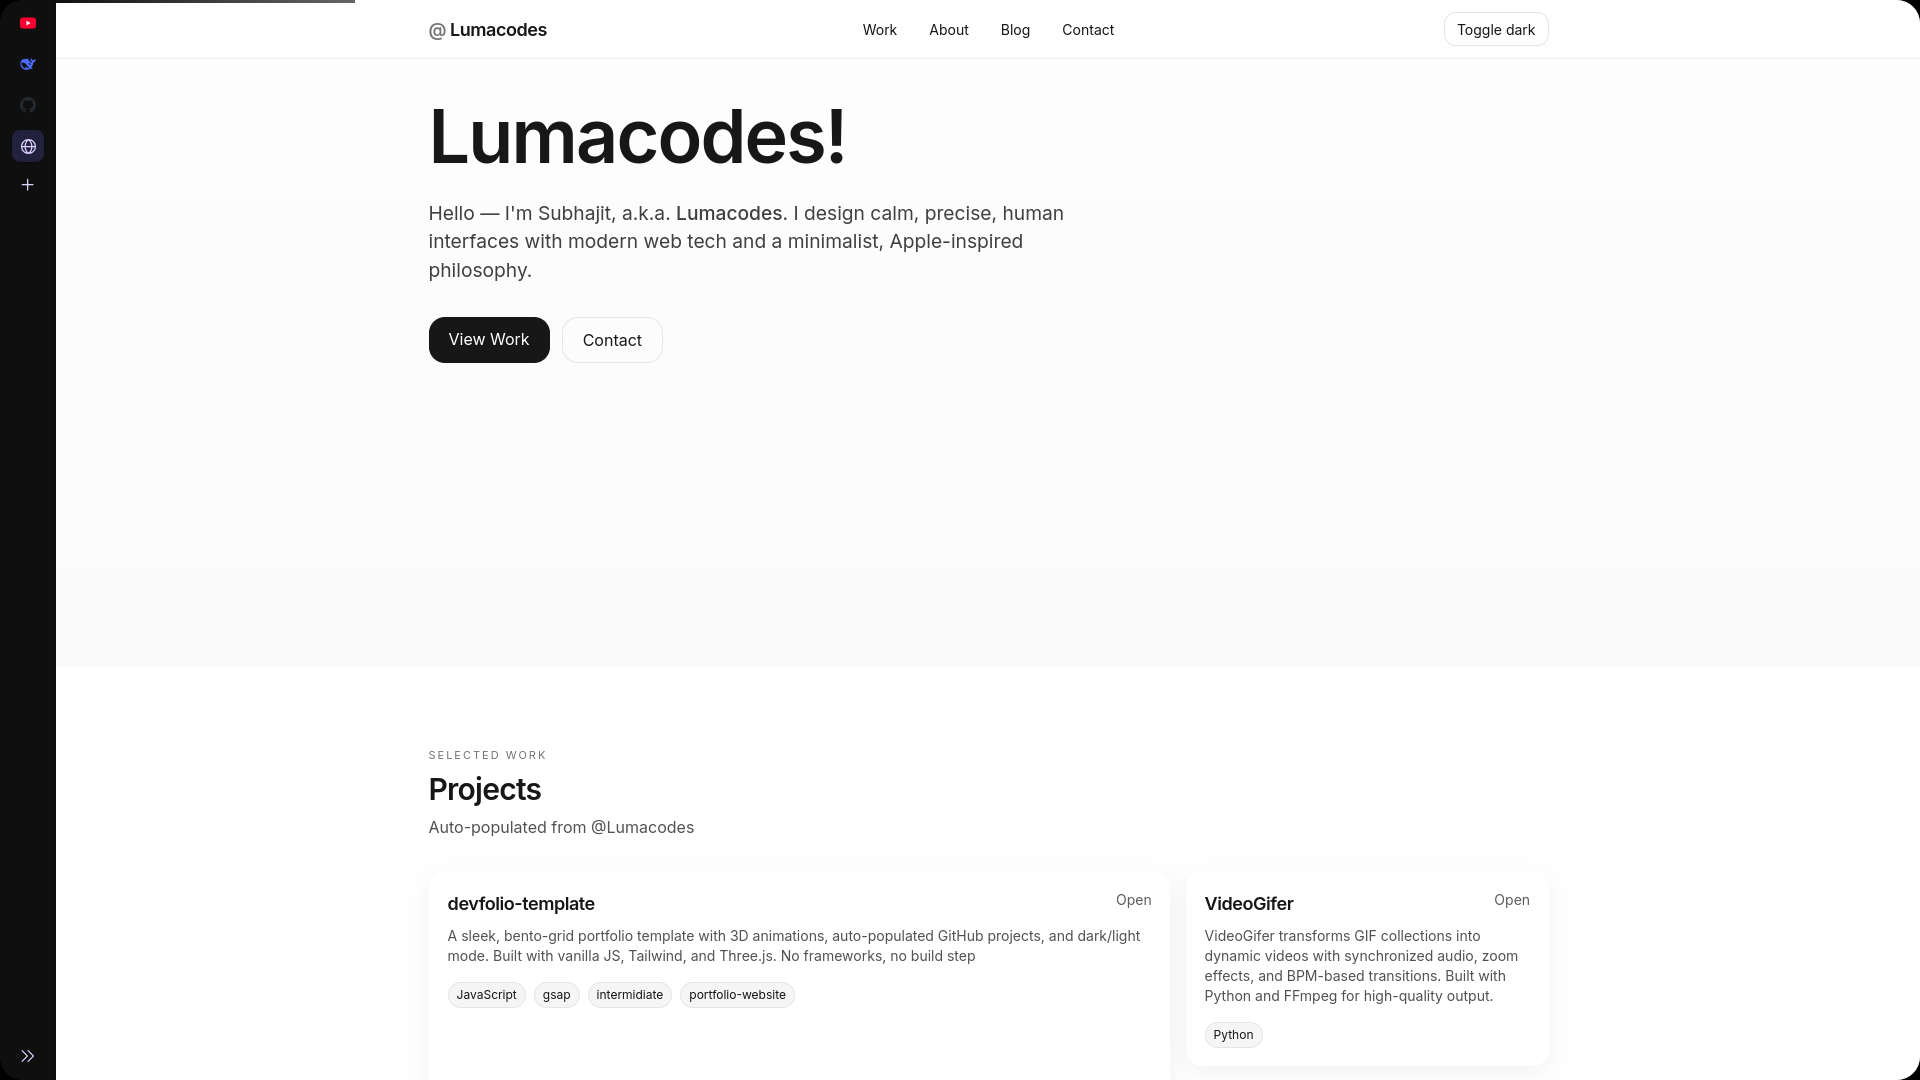 @ Lumacodes
Work About Blog Contact
Toggle dark
Lumacodes!
Hello — I'm Subhajit, a.k.a. Lumacodes. I design calm, precise, human
interfaces with modern web tech and a minimalist, Apple-inspired
philosophy.
View Work
Contact
SELECTED WORK
Projects
Auto-populated from @Lumacodes
devfolio-template
Open
A sleek, bento-grid portfolio template with 3D animations, auto-populated GitHub projects, and dark/light
mode. Built with vanilla JS, Tailwind, and Three.js. No frameworks, no build step
JavaScript gsap intermidiate portfolio-website
VideoGifer
Open
VideoGifer transforms GIF collections into
dynamic videos with synchronized audio, zoom
effects, and BPM-based transitions. Built with
Python and FFmpeg for high-quality output.
Python